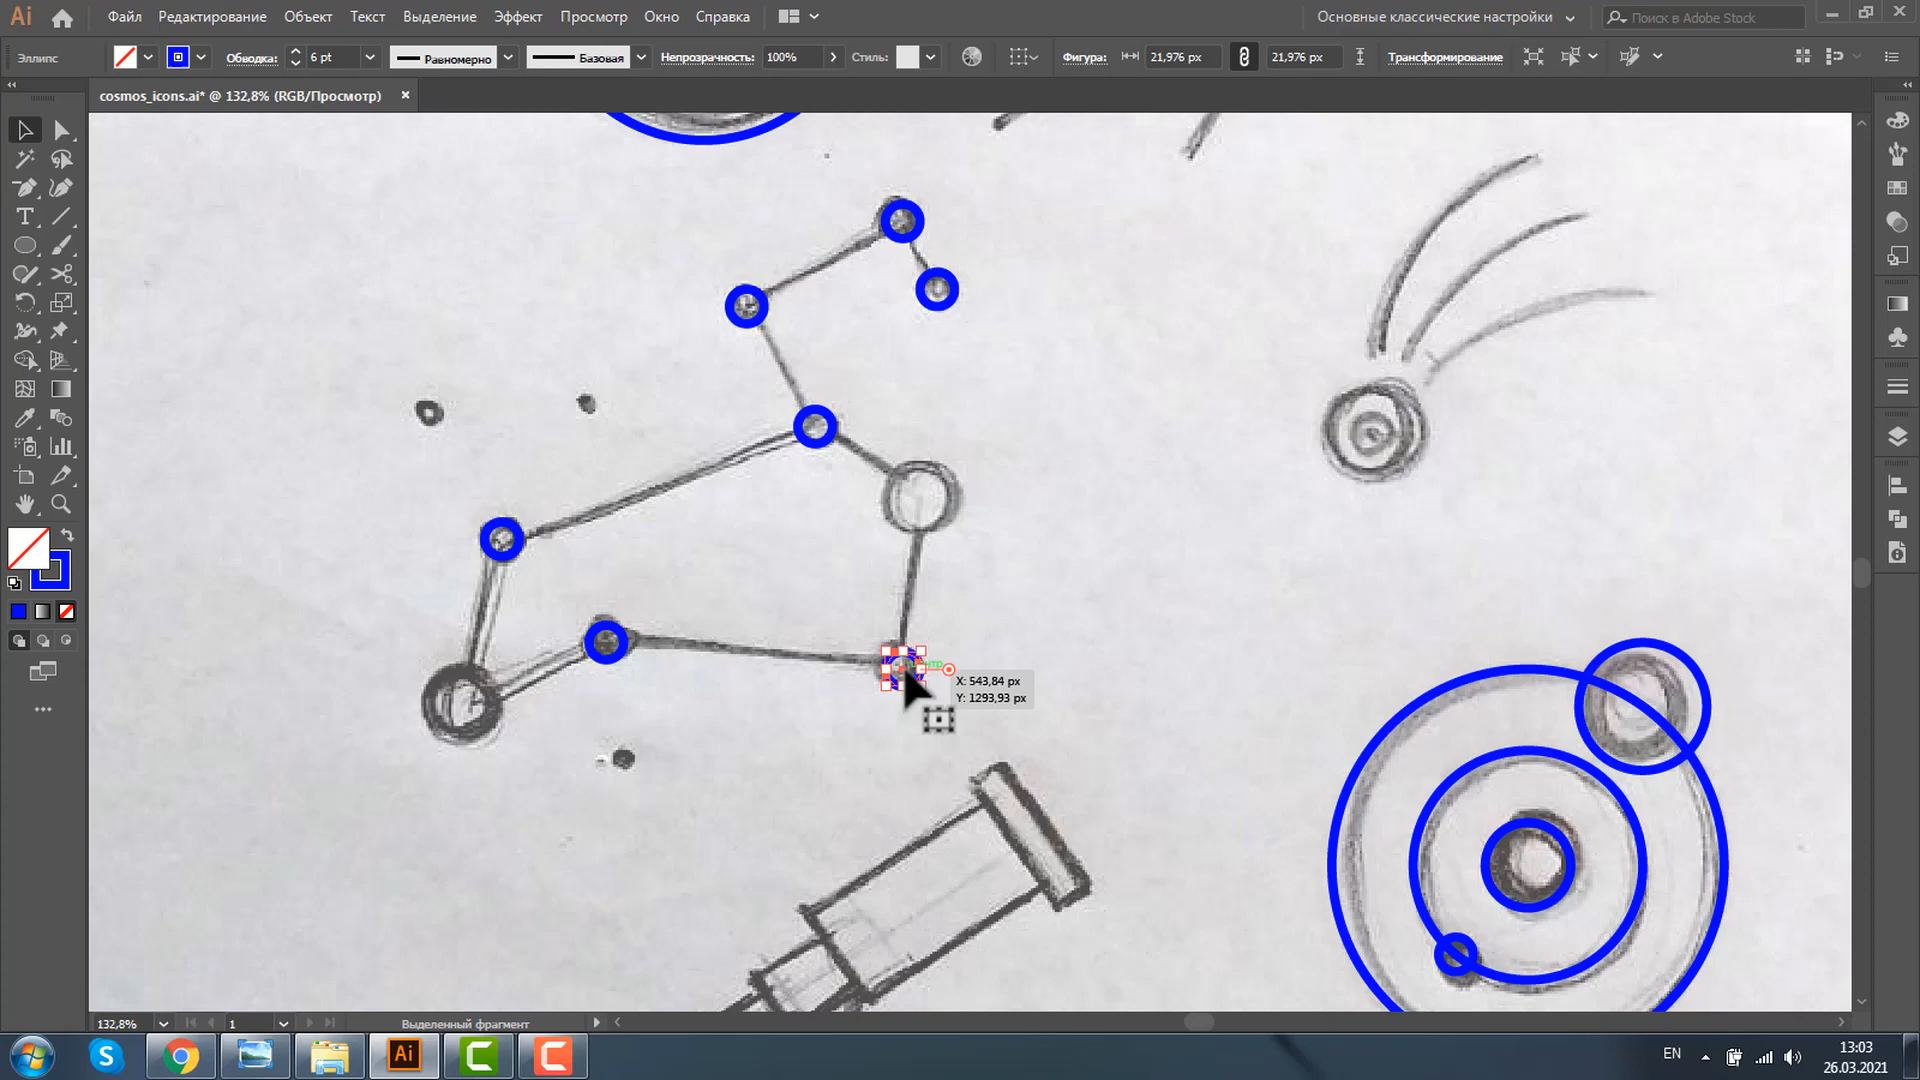 Ai Файл Редактирование Объект Текст Выделение Эффект Просмотр Окно Справка Основные классические настройки Поиск в Adobe Stock
Эллипс Обводка: 6 pt Равномерно Базовая Непрозрачность: 100% Стиль: Фигура: 21,976 px 21,976 px Трансформирование
cosmos_icons.ai* @ 132,8% (RGB/Просмотр)
X: 543,84 px
Y: 1293,93 px
132,8% 1 Выделенный фрагмент
Ai EN 13:03
26.03.2021